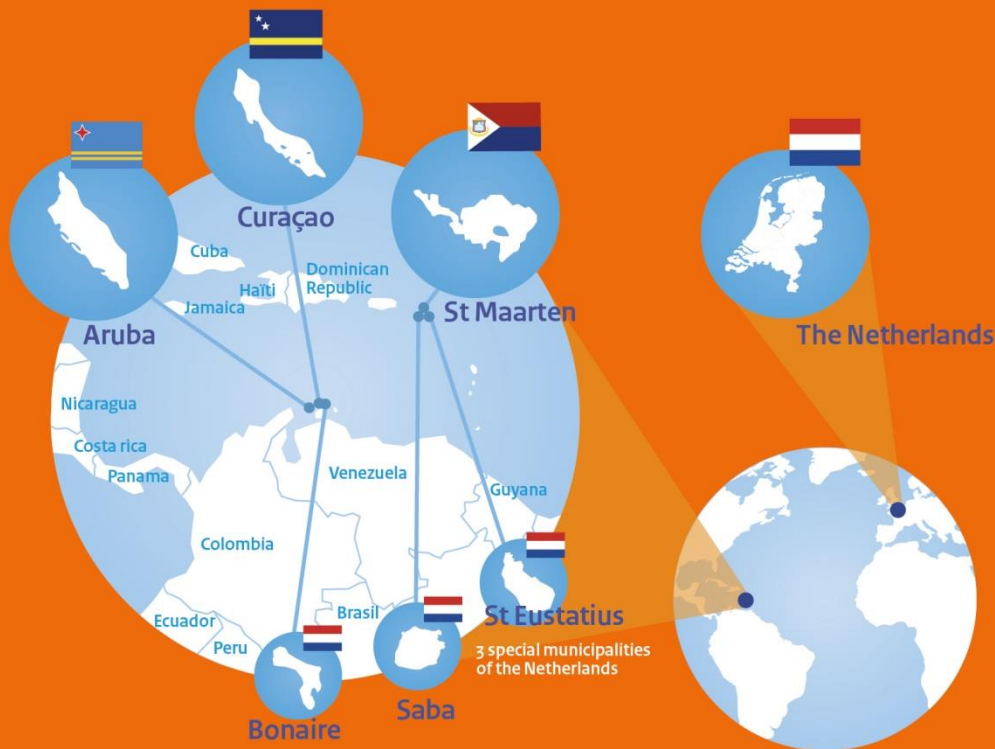 Curaçao
Aruba
St Maarten
The Netherlands
Cuba
Haïti
Dominican
Republic
Jamaica
Nicaragua
Costa rica
Panama
Venezuela
Guyana
Colombia
Ecuador
Peru
Brasil
St Eustatius
3 special municipalities
of the Netherlands
Saba
Bonaire